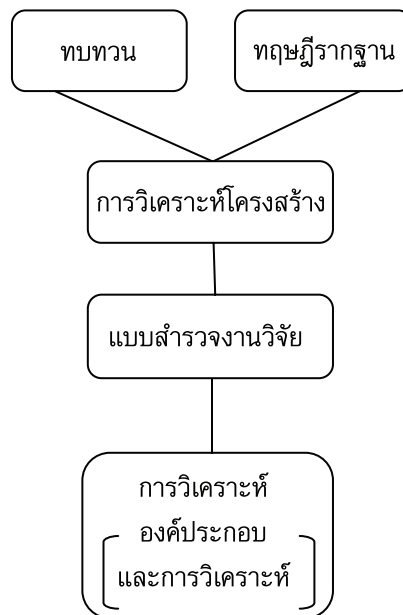 ทบทวน
ทฤษฎีรากฐาน
การวิเคราะห์โครงสร้าง
แบบสำรวจงานวิจัย
การวิเคราะห์
องค์ประกอบ
และการวิเคราะห์